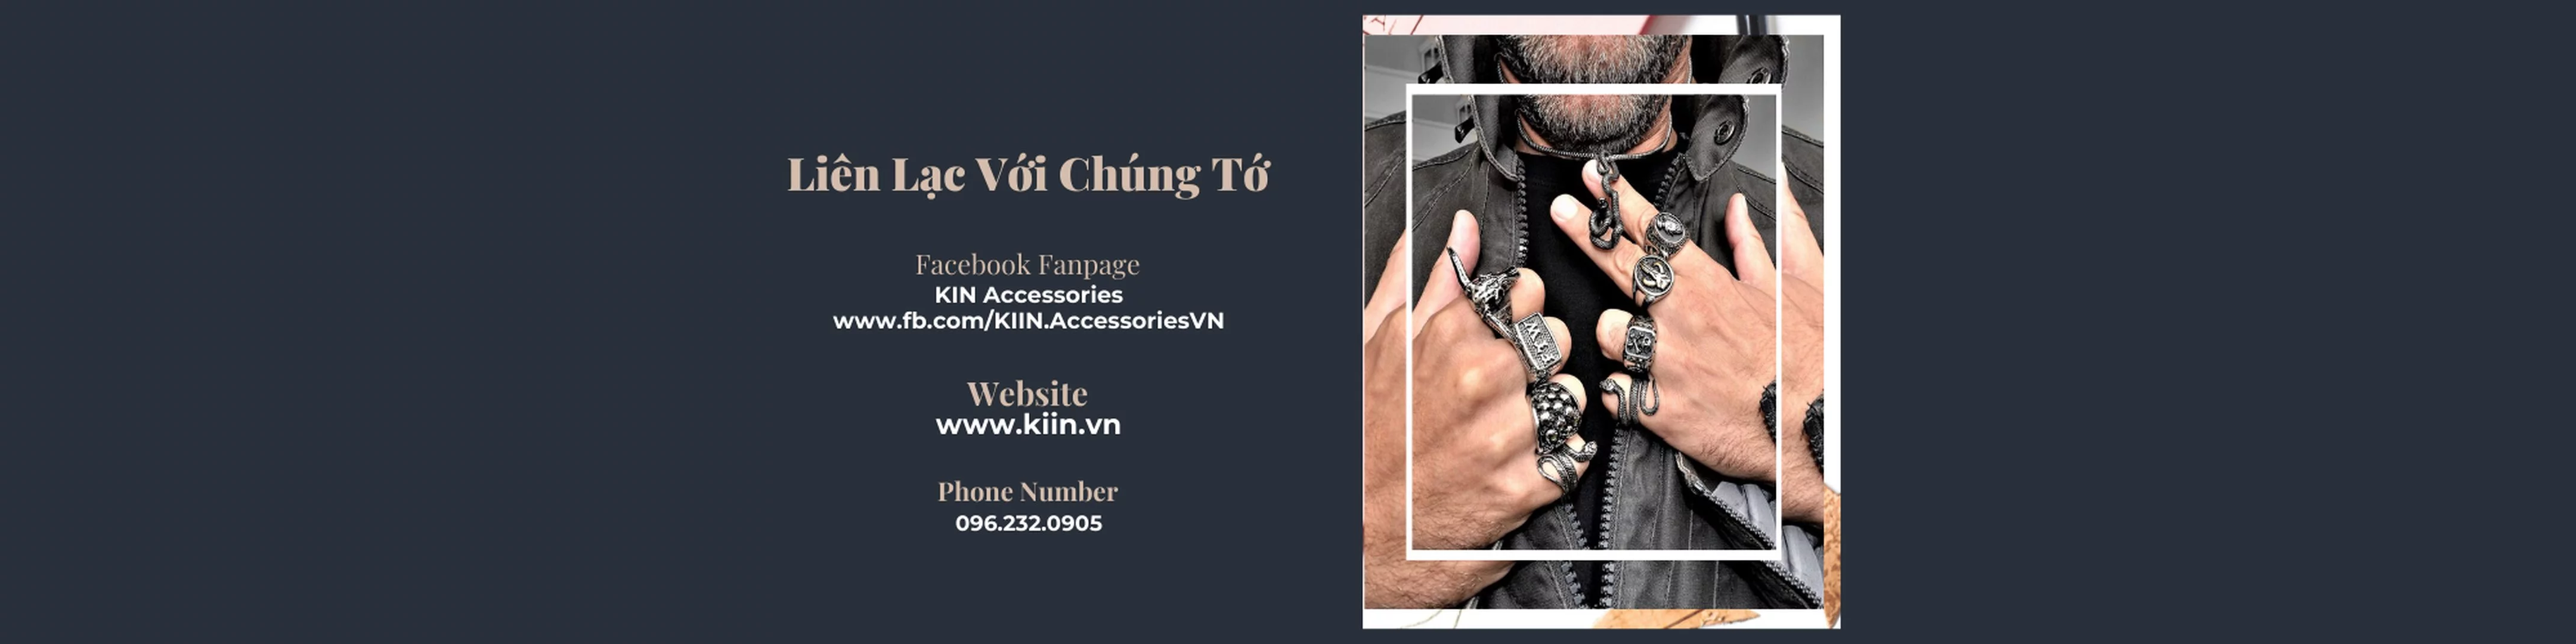 Liên Lạc Với Chúng Tớ
Facebook Fanpage
KIN Accessories
www.fb.com/KIIN.AccessoriesVN
Website
www.kiin.vn
Phone Number
096.232.0905